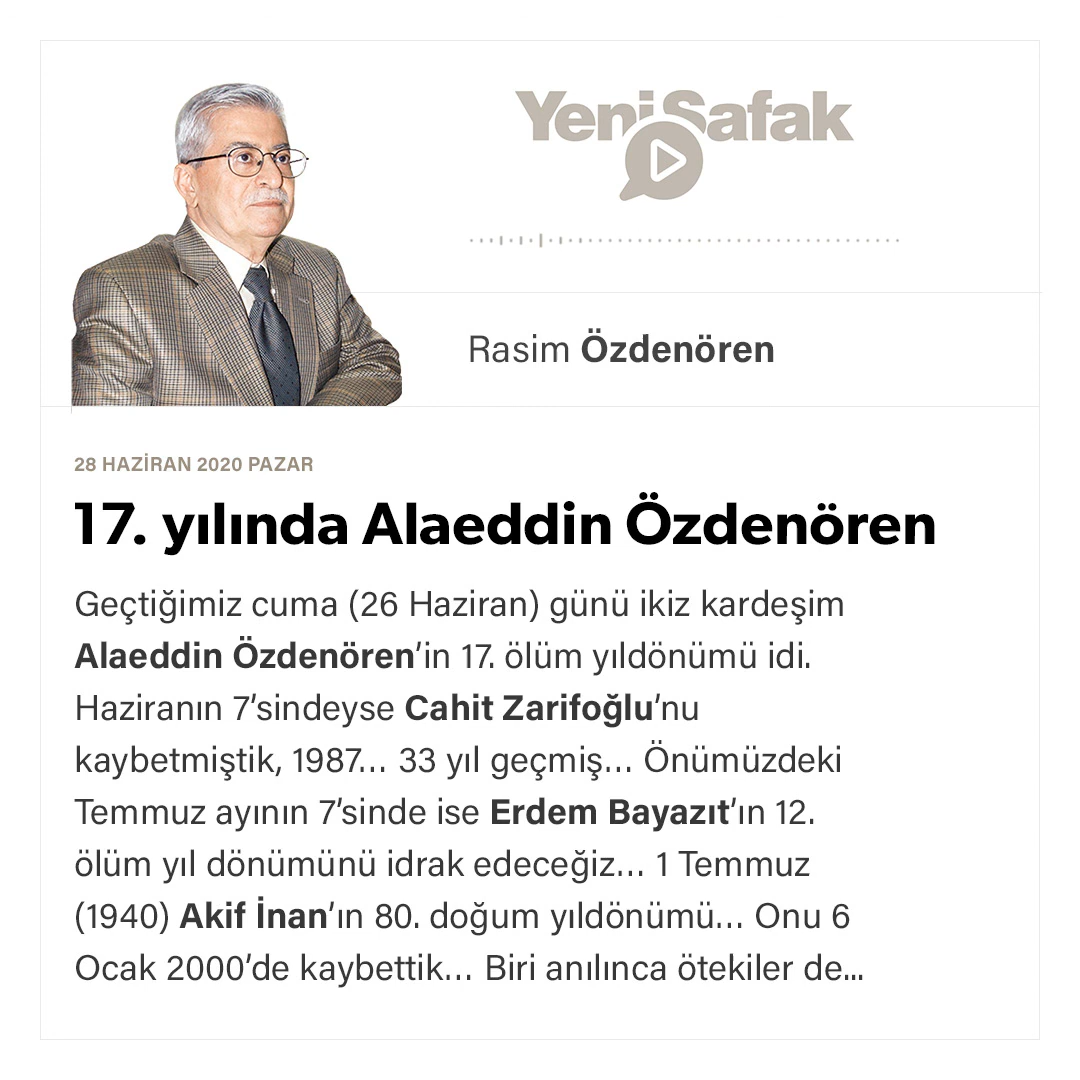 YeniŞafak
Rasim Özdenören
28 HAZİRAN 2020 PAZAR
17. yılında Alaeddin Özdenören
Geçtiğimiz cuma (26 Haziran) günü ikiz kardeşim
Alaeddin Özdenören’in 17. ölüm yıldönümü idi.
Haziranın 7’sindeyse Cahit Zarifoğlu’nu
kaybetmiştik, 1987… 33 yıl geçmiş… Önümüzdeki
Temmuz ayının 7’sinde ise Erdem Bayazıt’ın 12.
ölüm yıl dönümünü idrak edeceğiz… 1 Temmuz
(1940) Akif İnan’ın 80. doğum yıldönümü… Onu 6
Ocak 2000’de kaybettik… Biri anılınca ötekiler de...